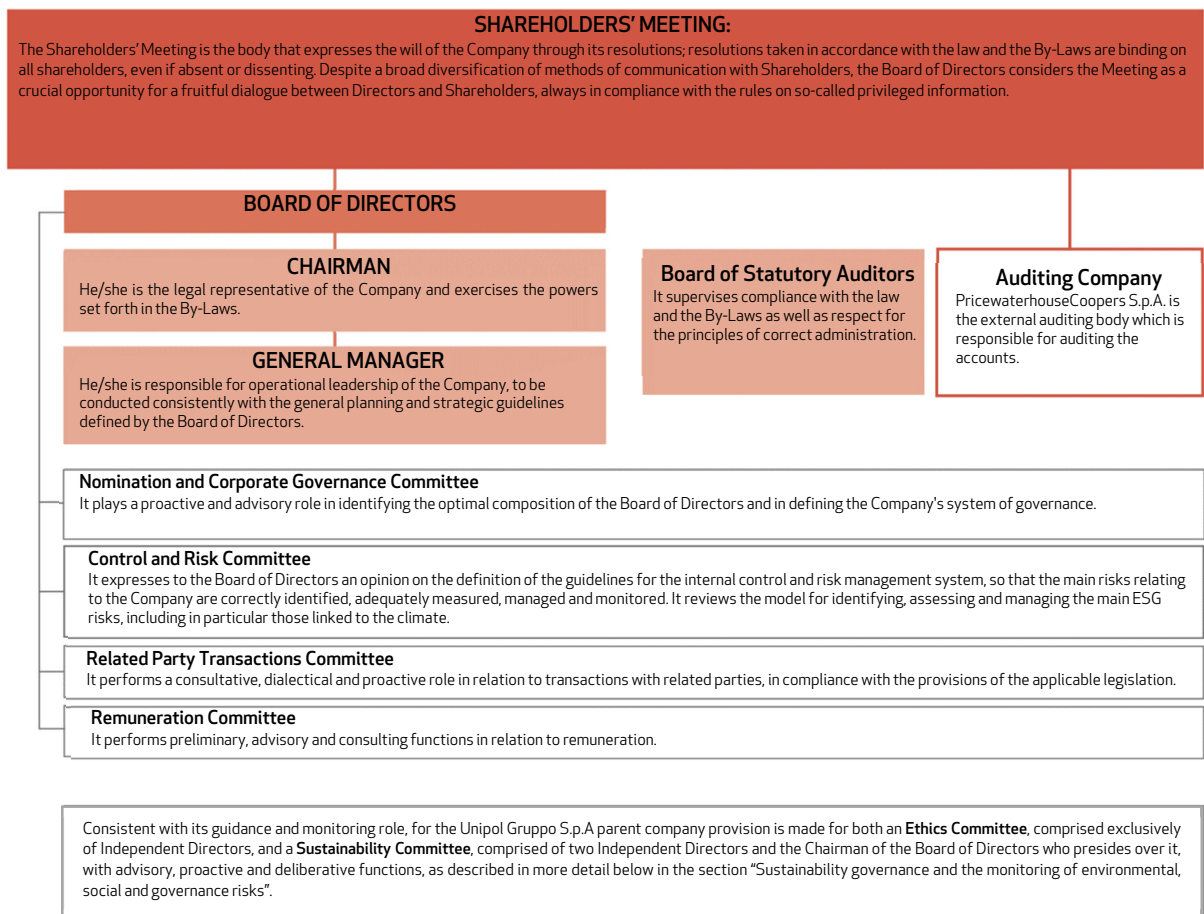 SHAREHOLDERS’ MEETING:
The Shareholders’ Meeting is the body that expresses the will of the Company through its resolutions; resolutions taken in accordance with the law and the By-Laws are binding on
all shareholders, even if absent or dissenting. Despite a broad diversification of methods of communication with Shareholders, the Board of Directors considers the Meeting as a
crucial opportunity for a fruitful dialogue between Directors and Shareholders, always in compliance with the rules on so-called privileged information.
BOARD OF DIRECTORS
CHAIRMAN
He/she is the legal representative of the Company and exercises the powers
set forth in the By-Laws.
GENERAL MANAGER
He/she is responsible for operational leadership of the Company, to be
conducted consistently with the general planning and strategic guidelines
defined by the Board of Directors.
Board of Statutory Auditors
It supervises compliance with the law
and the By-Laws as well as respect for
the principles of correct administration.
Auditing Company
PricewaterhouseCoopers S.p.A. is
the external auditing body which is
responsible for auditing the
accounts.
Nomination and Corporate Governance Committee
It plays a proactive and advisory role in identifying the optimal composition of the Board of Directors and in defining the Company's system of governance.
Control and Risk Committee
It expresses to the Board of Directors an opinion on the definition of the guidelines for the internal control and risk management system, so that the main risks relating
to the Company are correctly identified, adequately measured, managed and monitored. It reviews the model for identifying, assessing and managing the main ESG
risks, including in particular those linked to the climate.
Related Party Transactions Committee
It performs a consultative, dialectical and proactive role in relation to transactions with related parties, in compliance with the provisions of the applicable legislation.
Remuneration Committee
It performs preliminary, advisory and consulting functions in relation to remuneration.
Consistent with its guidance and monitoring role, for the Unipol Gruppo S.p.A parent company provision is made for both an Ethics Committee, comprised exclusively
of Independent Directors, and a Sustainability Committee, comprised of two Independent Directors and the Chairman of the Board of Directors who presides over it,
with advisory, proactive and deliberative functions, as described in more detail below in the section “Sustainability governance and the monitoring of environmental,
social and governance risks”.